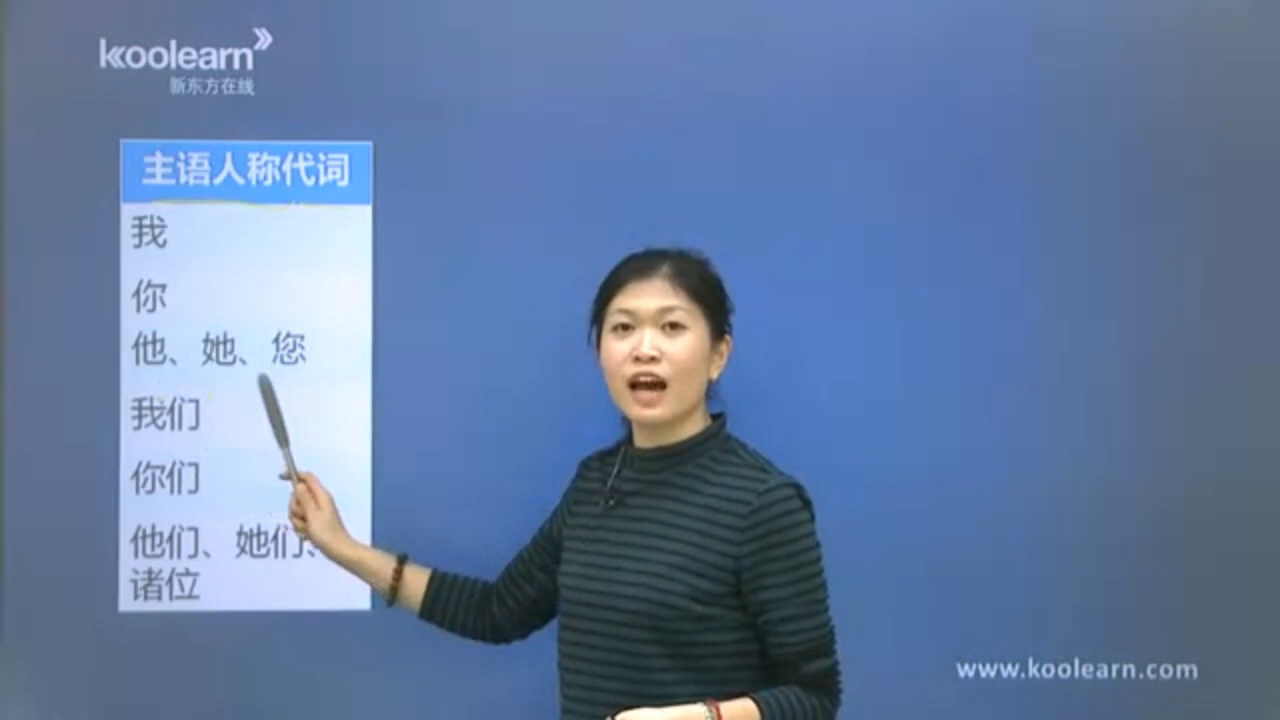 koolearn
新东方在线
主语人称代词
我
你
他、她、您
我们
你们
他们、她们、
诸位
www.koolearn.com